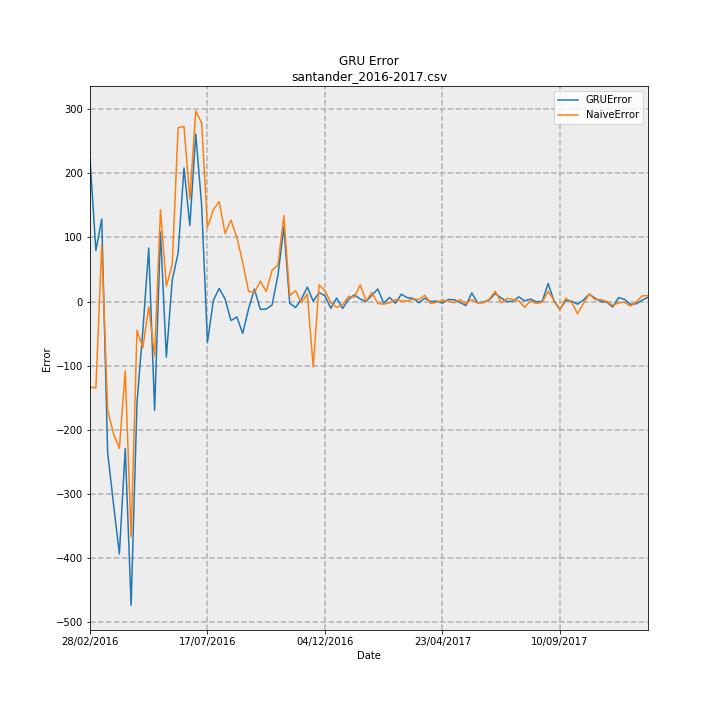 GRU Error
santander_2016-2017.csv
GRUError
NaiveError
300
200
100
0
−100
−200
−300
−400
−500
Error
28/02/2016
17/07/2016
04/12/2016
23/04/2017
10/09/2017
Date